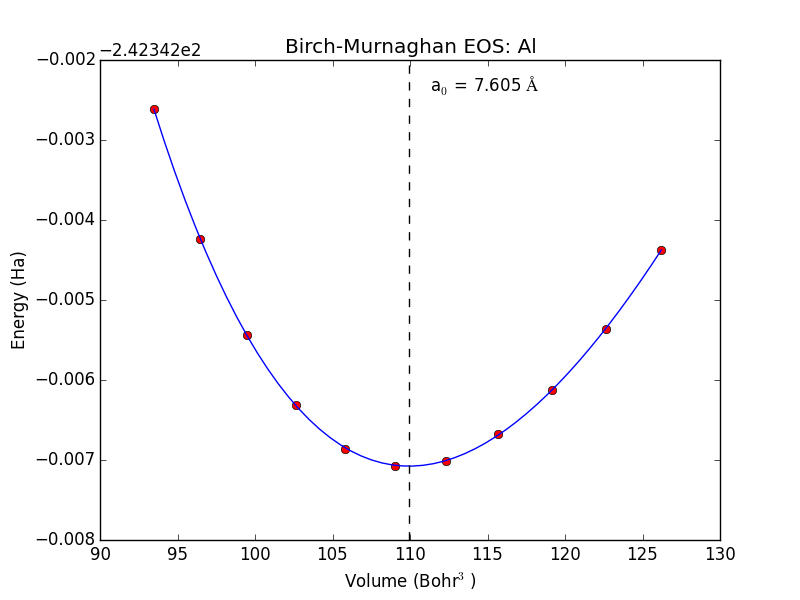 Birch-Murnaghan EOS: Al
−2.42342e2
a₀ = 7.605 Å
−0.002
−0.003
−0.004
−0.005
−0.006
−0.007
−0.008
Energy (Ha)
90 95 100 105 110 115 120 125 130
Volume (Bohr³ )